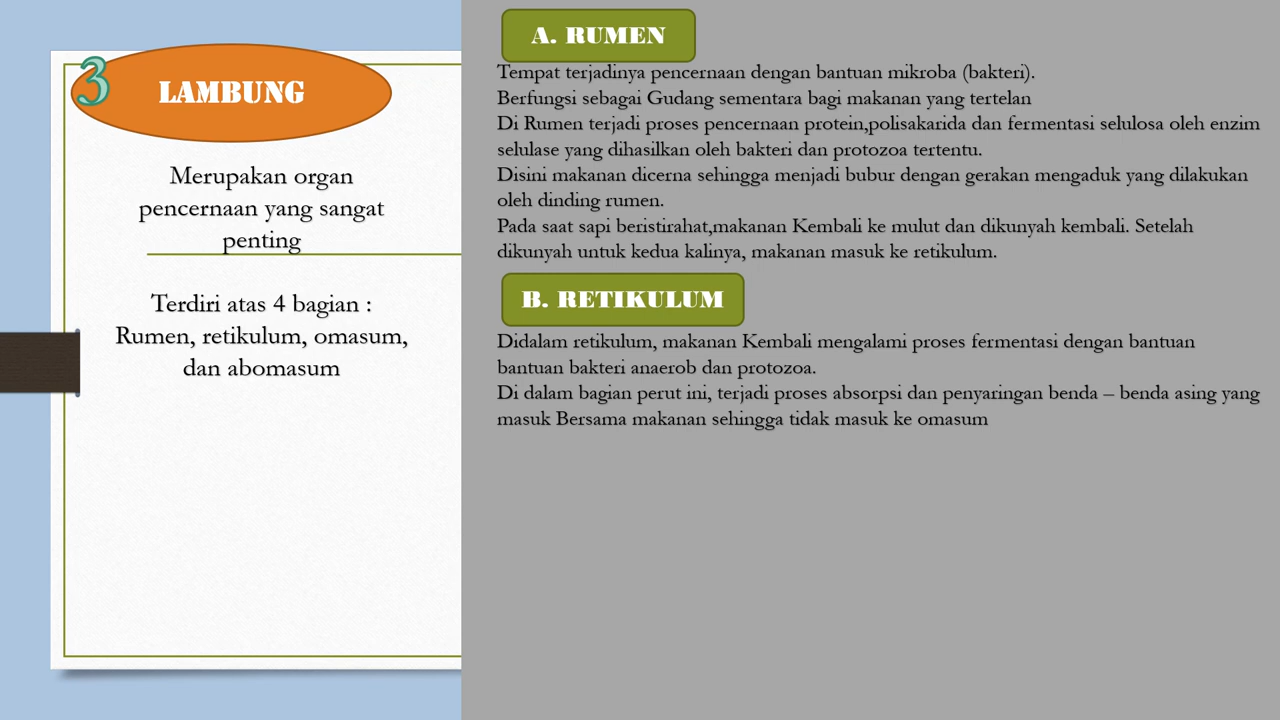 3
LAMBUNG
Merupakan organ
pencernaan yang sangat
penting
Terdiri atas 4 bagian :
Rumen, retikulum, omasum,
dan abomasum
A. RUMEN
Tempat terjadinya pencernaan dengan bantuan mikroba (bakteri).
Berfungsi sebagai Gudang sementara bagi makanan yang tertelan
Di Rumen terjadi proses pencernaan protein,polisakarida dan fermentasi selulosa oleh enzim
selulase yang dihasilkan oleh bakteri dan protozoa tertentu.
Disini makanan dicerna sehingga menjadi bubur dengan gerakan mengaduk yang dilakukan
oleh dinding rumen.
Pada saat sapi beristirahat,makanan Kembali ke mulut dan dikunyah kembali. Setelah
dikunyah untuk kedua kalinya, makanan masuk ke retikulum.
B. RETIKULUM
Didalam retikulum, makanan Kembali mengalami proses fermentasi dengan bantuan
bantuan bakteri anaerob dan protozoa.
Di dalam bagian perut ini, terjadi proses absorpsi dan penyaringan benda – benda asing yang
masuk Bersama makanan sehingga tidak masuk ke omasum